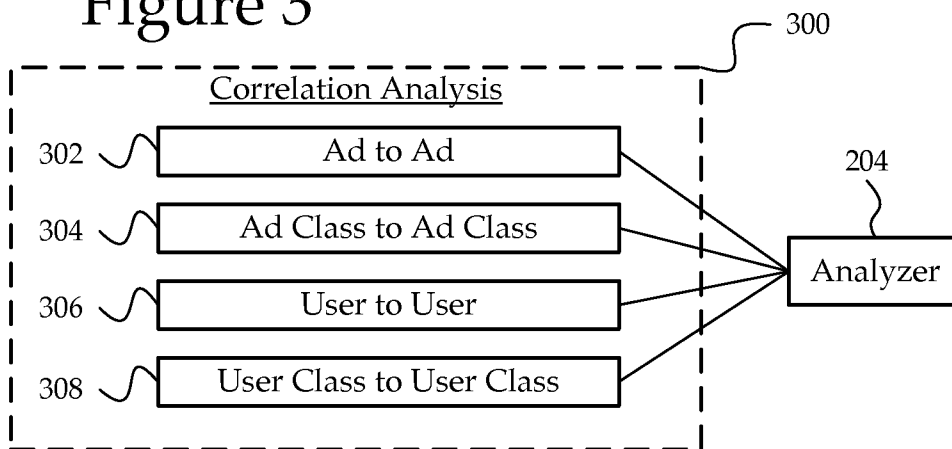 Figure 3
300
Correlation Analysis
302
Ad to Ad
204
304
Ad Class to Ad Class
Analyzer
306
User to User
308
User Class to User Class